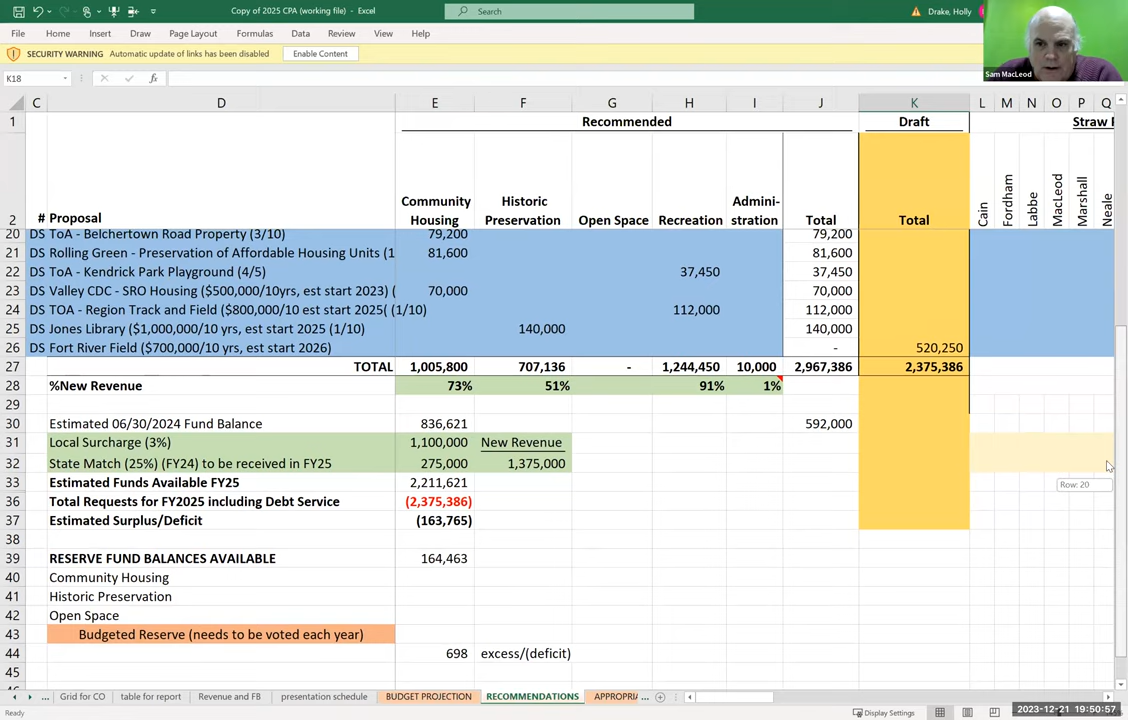 Copy of 2025 CPA (working file) - Excel
Search
Drake, Holly
File Home Insert Draw Page Layout Formulas Data Review View Help
SECURITY WARNING Automatic update of links has been disabled Enable Content
Sam MacLeod
K18 fx
C D E F G H I J K L M N O P Q
1 Recommended Draft Straw
2 # Proposal Community Housing Historic Preservation Open Space Recreation Admini-stration Total Total Cain Fordham Labbe MacLeod Marshall Neale
20 DS ToA - Belchertown Road Property (3/10) 79,200 79,200
21 DS Rolling Green - Preservation of Affordable Housing Units (1 81,600 81,600
22 DS ToA - Kendrick Park Playground (4/5) 37,450 37,450
23 DS Valley CDC - SRO Housing ($500,000/10yrs, est start 2023) ( 70,000 70,000
24 DS TOA - Region Track and Field ($800,000/10 est start 2025( (1/10) 112,000 112,000
25 DS Jones Library ($1,000,000/10 yrs, est start 2025 (1/10) 140,000 140,000
26 DS Fort River Field ($700,000/10 yrs, est start 2026) - 520,250
27 TOTAL 1,005,800 707,136 - 1,244,450 10,000 2,967,386 2,375,386
28 %New Revenue 73% 51% 91% 1%
29
30 Estimated 06/30/2024 Fund Balance 836,621 592,000
31 Local Surcharge (3%) 1,100,000 New Revenue
32 State Match (25%) (FY24) to be received in FY25 275,000 1,375,000
33 Estimated Funds Available FY25 2,211,621
36 Total Requests for FY2025 including Debt Service (2,375,386)
Row: 20
37 Estimated Surplus/Deficit (163,765)
38
39 RESERVE FUND BALANCES AVAILABLE 164,463
40 Community Housing
41 Historic Preservation
42 Open Space
43 Budgeted Reserve (needs to be voted each year)
44 698 excess/(deficit)
45
... Grid for CO table for report Revenue and FB presentation schedule BUDGET PROJECTION RECOMMENDATIONS APPROPRIA ...
Ready Display Settings
2023-12-21 19:50:57